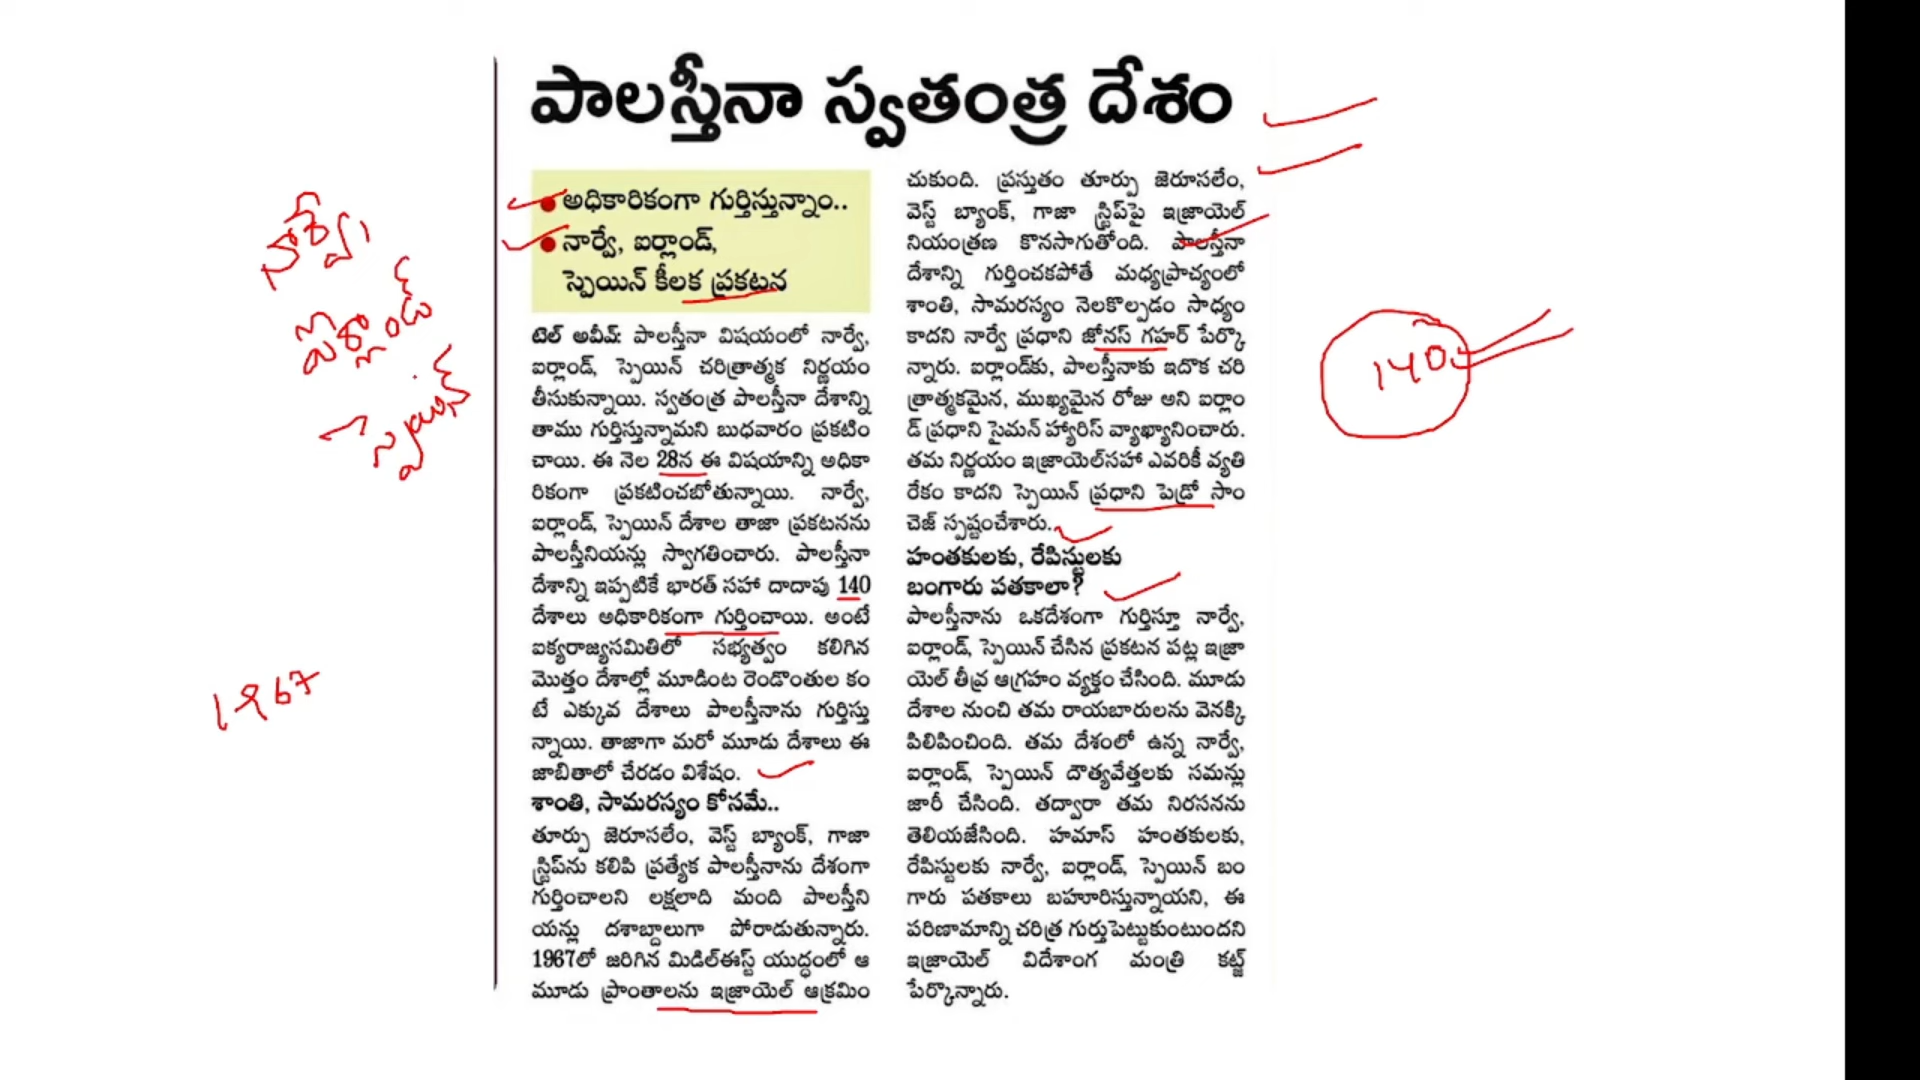 పాలస్తీనా స్వతంత్ర దేశం
అధికారికంగా గుర్తిస్తున్నాం..
నార్వే, ఐర్లాండ్,
స్పెయిన్ కీలక ప్రకటన
టెల్ అవీవ్: పాలస్తీనా విషయంలో నార్వే,
ఐర్లాండ్, స్పెయిన్ చరిత్రాత్మక నిర్ణయం
తీసుకున్నాయి. స్వతంత్ర పాలస్తీనా దేశాన్ని
తాము గుర్తిస్తున్నామని బుధవారం ప్రకటిం
చాయి. ఈ నెల 28న ఈ విషయాన్ని అధికా
రికంగా ప్రకటించబోతున్నాయి. నార్వే,
ఐర్లాండ్, స్పెయిన్ దేశాల తాజా ప్రకటనను
పాలస్తీనియన్లు స్వాగతించారు. పాలస్తీనా
దేశాన్ని ఇప్పటికే భారత్ సహా దాదాపు 140
దేశాలు అధికారికంగా గుర్తించాయి. అంటే
ఐక్యరాజ్యసమితిలో సభ్యత్వం కలిగిన
మొత్తం దేశాల్లో మూడింట రెండొంతుల కం
టే ఎక్కువ దేశాలు పాలస్తీనాను గుర్తిస్తు
న్నాయి. తాజాగా మరో మూడు దేశాలు ఈ
జాబితాలో చేరడం విశేషం.
శాంతి, సామరస్యం కోసమే..
తూర్పు జెరూసలేం, వెస్ట్ బ్యాంక్, గాజా
స్ట్రిప్‌ను కలిపి ప్రత్యేక పాలస్తీనాను దేశంగా
గుర్తించాలని లక్షలాది మంది పాలస్తీని
యన్లు దశాబ్దాలుగా పోరాడుతున్నారు.
1967లో జరిగిన మిడిల్‌ఈస్ట్ యుద్ధంలో ఆ
మూడు ప్రాంతాలను ఇజ్రాయెల్ ఆక్రమిం
చుకుంది. ప్రస్తుతం తూర్పు జెరూసలేం,
వెస్ట్ బ్యాంక్, గాజా స్ట్రిప్‌పై ఇజ్రాయెల్
నియంత్రణ కొనసాగుతోంది. పాలస్తీనా
దేశాన్ని గుర్తించకపోతే మధ్యప్రాచ్యంలో
శాంతి, సామరస్యం నెలకొల్పడం సాధ్యం
కాదని నార్వే ప్రధాని జోనస్ గహర్ పేర్కొ
న్నారు. ఐర్లాండ్‌కు, పాలస్తీనాకు ఇదొక చరి
త్రాత్మకమైన, ముఖ్యమైన రోజు అని ఐర్లాం
డ్ ప్రధాని సైమన్ హ్యారిస్ వ్యాఖ్యానించారు.
తమ నిర్ణయం ఇజ్రాయెల్‌సహా ఎవరికీ వ్యతి
రేకం కాదని స్పెయిన్ ప్రధాని పెడ్రో సాం
చెజ్ స్పష్టంచేశారు.
హంతకులకు, రేపిస్టులకు
బంగారు పతకాలా?
పాలస్తీనాను ఒకదేశంగా గుర్తిస్తూ నార్వే,
ఐర్లాండ్, స్పెయిన్ చేసిన ప్రకటన పట్ల ఇజ్రా
యెల్ తీవ్ర ఆగ్రహం వ్యక్తం చేసింది. మూడు
దేశాల నుంచి తమ రాయబారులను వెనక్కి
పిలిపించింది. తమ దేశంలో ఉన్న నార్వే,
ఐర్లాండ్, స్పెయిన్ దౌత్యవేత్తలకు సమన్లు
జారీ చేసింది. తద్వారా తమ నిరసనను
తెలియజేసింది. హమాస్ హంతకులకు,
రేపిస్టులకు నార్వే, ఐర్లాండ్, స్పెయిన్ బం
గారు పతకాలు బహూకరిస్తున్నాయని, ఈ
పరిణామాన్ని చరిత్ర గుర్తుపెట్టుకుంటుందని
ఇజ్రాయెల్ విదేశాంగ మంత్రి కట్జ్
పేర్కొన్నారు.
నార్వే
ఐర్లాండ్
స్పెయిన్
1967
140